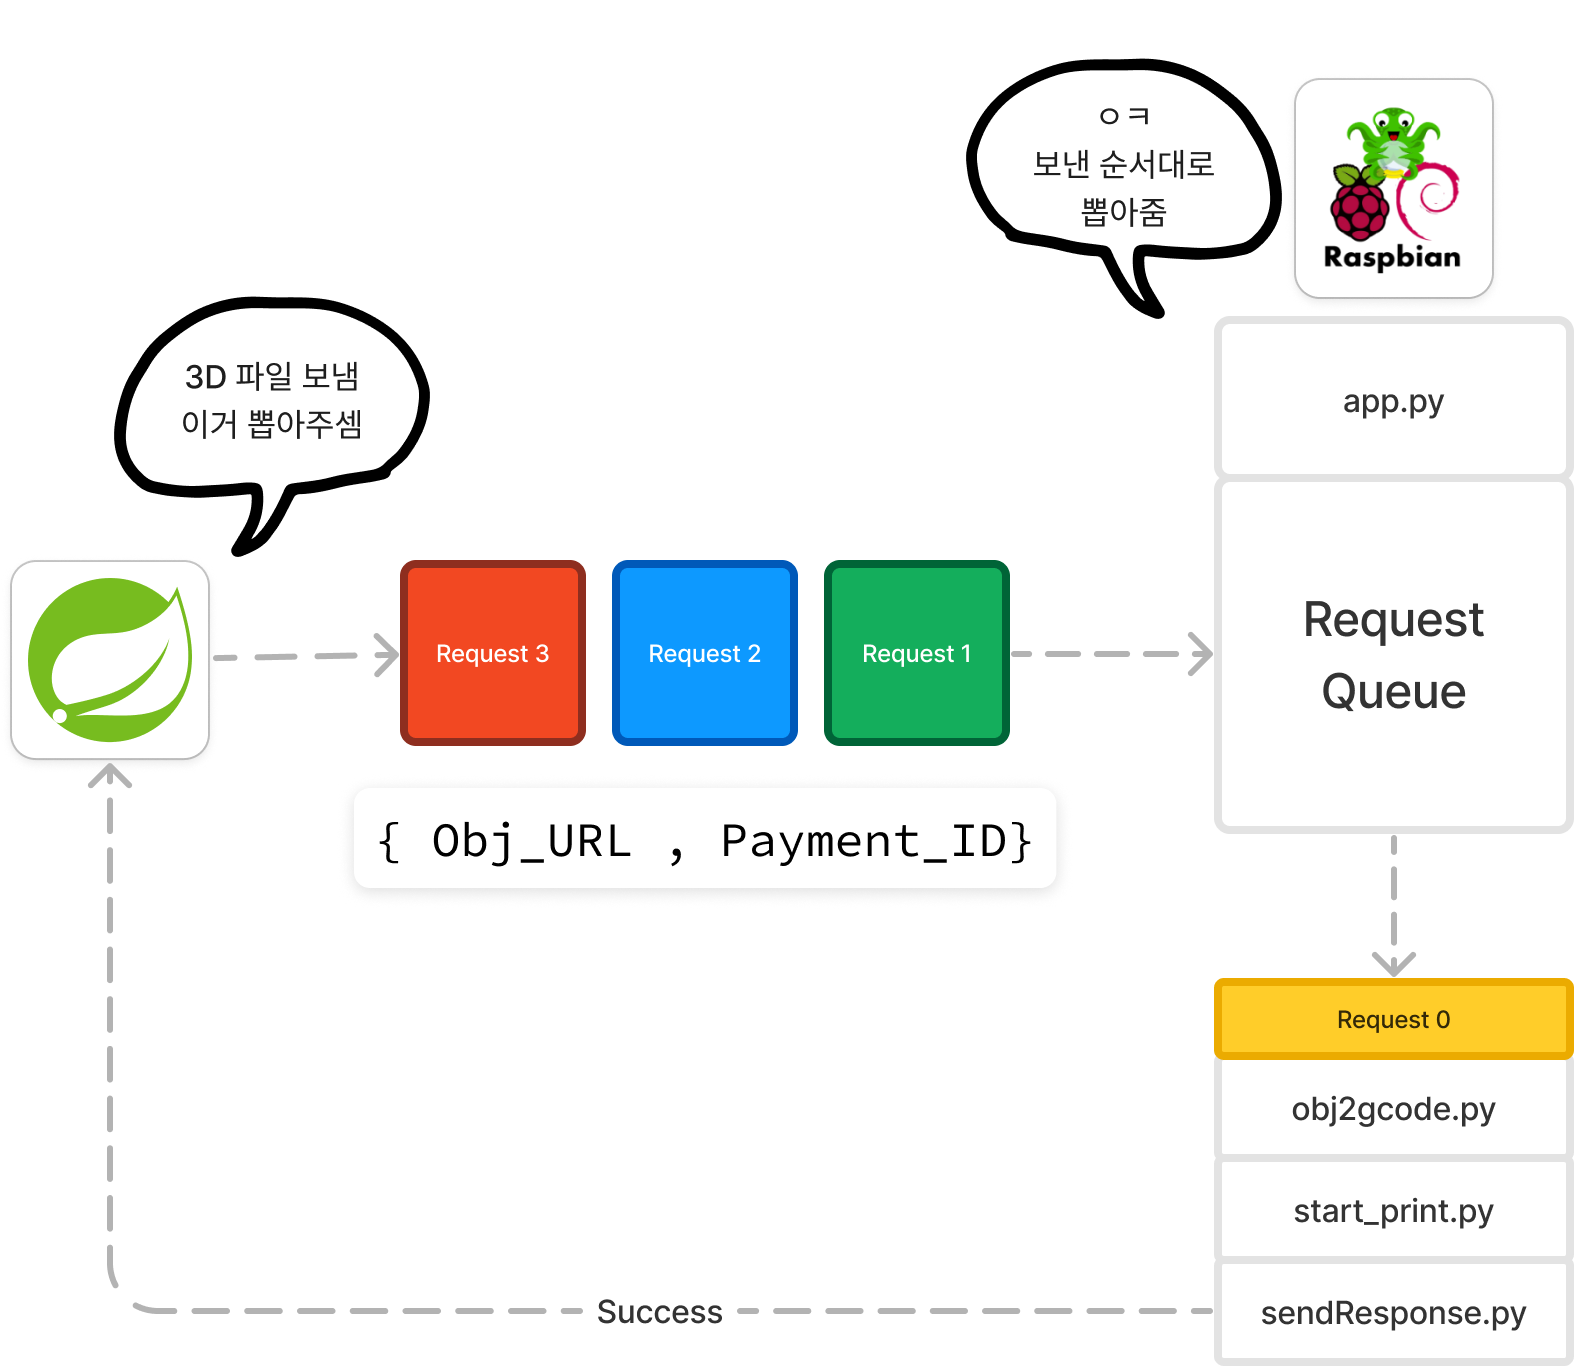 ㅇㅋ
보낸 순서대로
뽑아줌
Raspbian
3D 파일 보냄
이거 뽑아주셈
app.py
Request 3
Request 2
Request 1
Request
Queue
{ Obj_URL , Payment_ID}
Request 0
obj2gcode.py
start_print.py
sendResponse.py
Success